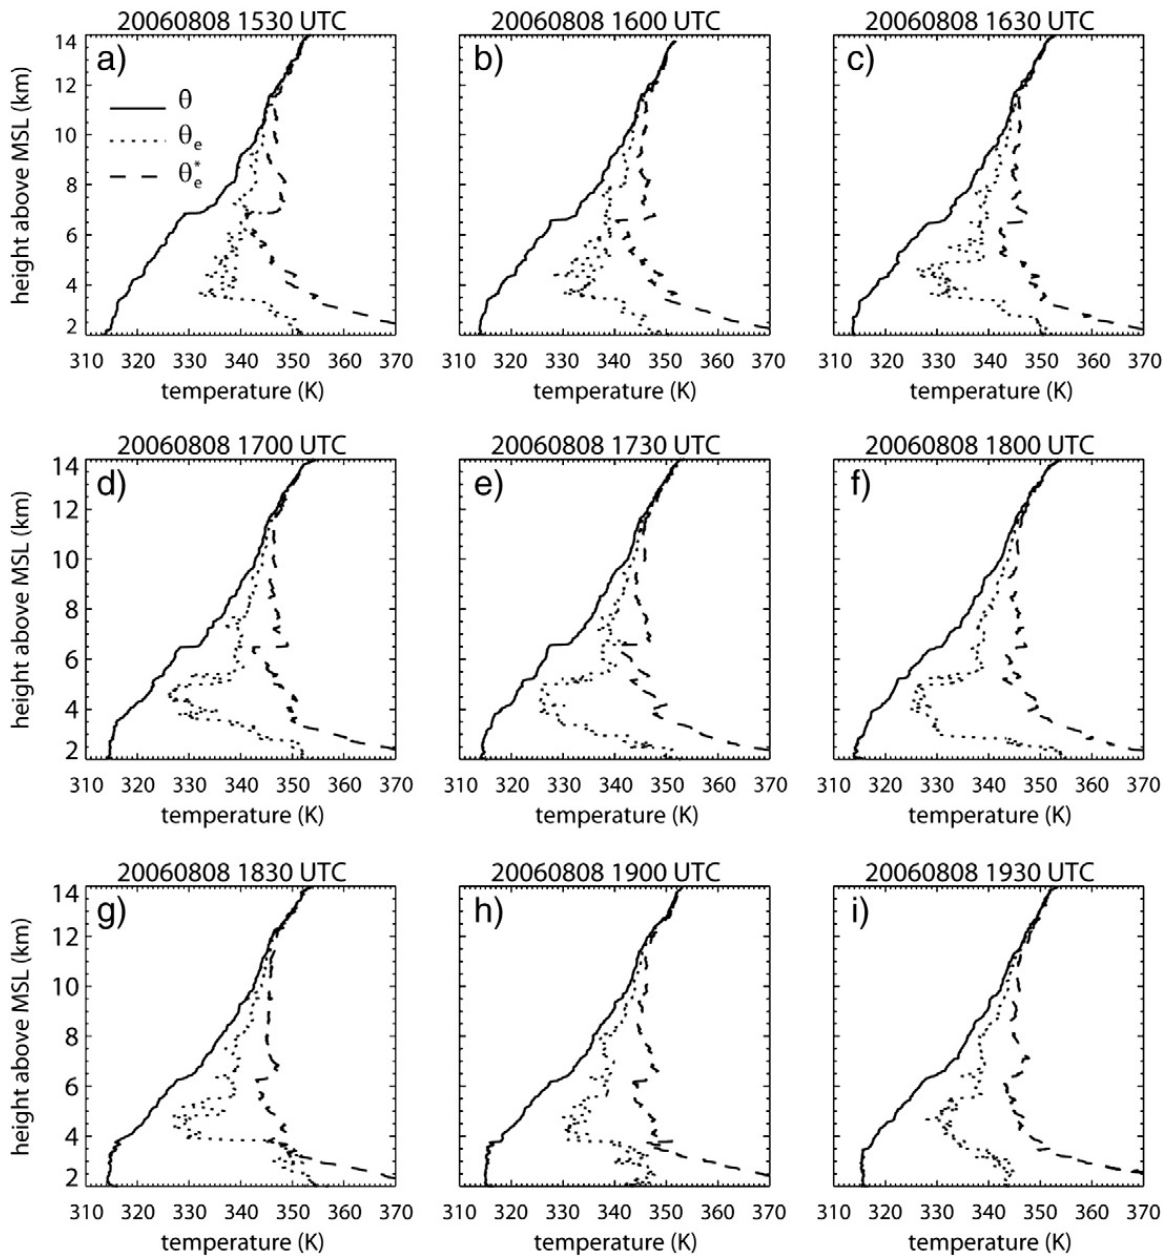 20060808 1530 UTC
20060808 1600 UTC
20060808 1630 UTC
a)
b)
c)
θ
θe
θe*
height above MSL (km)
14
12
10
8
6
4
2
310 320 330 340 350 360 370
310 320 330 340 350 360 370
310 320 330 340 350 360 370
temperature (K)
temperature (K)
temperature (K)
20060808 1700 UTC
20060808 1730 UTC
20060808 1800 UTC
d)
e)
f)
height above MSL (km)
14
12
10
8
6
4
2
310 320 330 340 350 360 370
310 320 330 340 350 360 370
310 320 330 340 350 360 370
temperature (K)
temperature (K)
temperature (K)
20060808 1830 UTC
20060808 1900 UTC
20060808 1930 UTC
g)
h)
i)
height above MSL (km)
14
12
10
8
6
4
2
310 320 330 340 350 360 370
310 320 330 340 350 360 370
310 320 330 340 350 360 370
temperature (K)
temperature (K)
temperature (K)